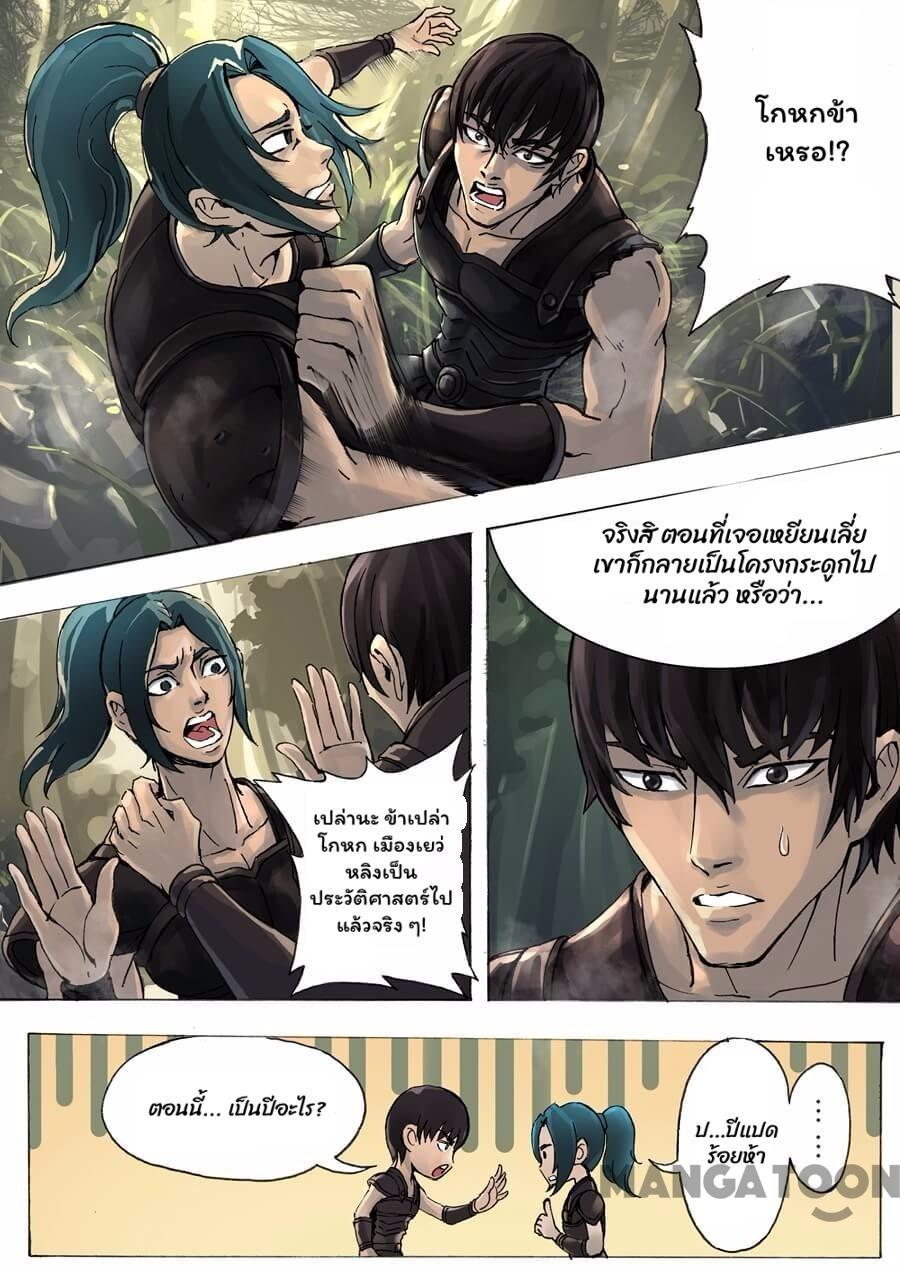 โกหกข้า
เหรอ!?
เปล่านะ ข้าเปล่า
โกหก เมืองเยว่
หลิงเป็น
ประวัติศาสตร์ไป
แล้วจริง ๆ!
จริงสิ ตอนที่เจอเหยียนเลี่ย
เขาก็กลายเป็นโครงกระดูกไป
นานแล้ว หรือว่า...
ตอนนี้... เป็นปีอะไร?
......
ป...ปีแปด
ร้อยห้า
MANGATOON